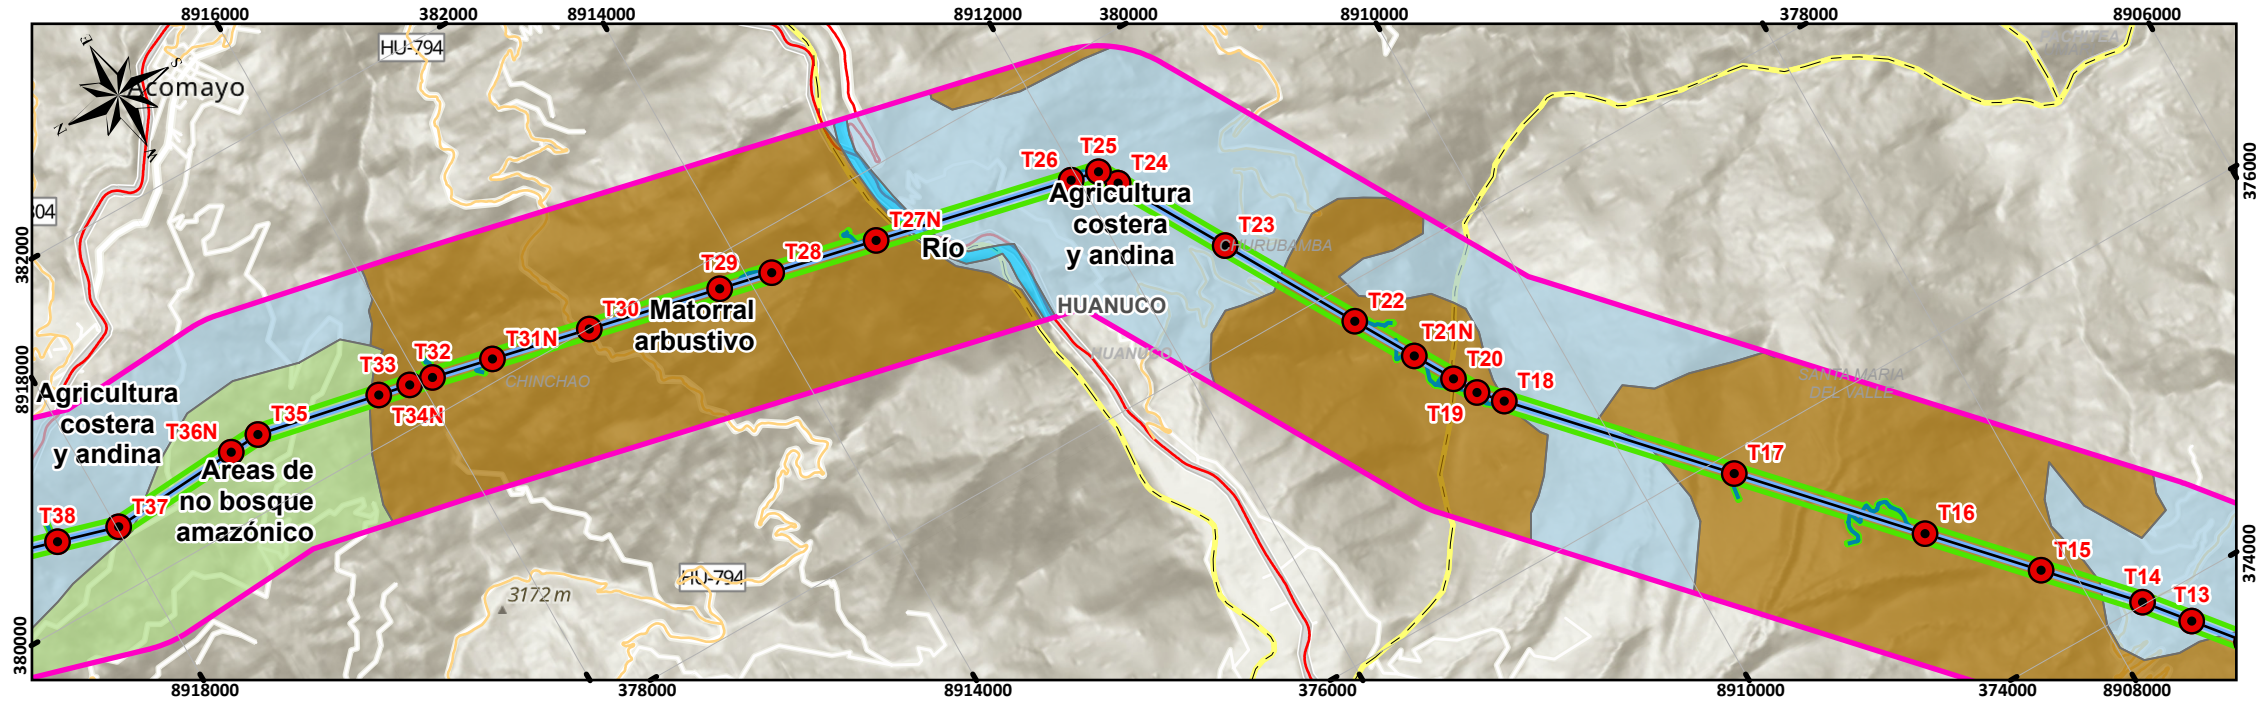 8916000
382000
8914000
8912000
380000
8910000
378000
8906000
HU-794
E
S
N
W
Acomayo
304
382000
8918000
380000
376000
374000
T26
T25
T24
Agricultura
costera
y andina
T27N
Río
T23
CHURUBAMBA
T28
T29
T30
Matorral
arbustivo
HUANUCO
HUANUCO
T22
T21N
T20
T19
T18
T31N
T32
T33
T34N
CHINCHAO
SANTA MARIA
DEL VALLE
Agricultura
costera
y andina
T35
T36N
Areas de
no bosque
amazónico
T37
T38
T17
T16
T15
T14
T13
3172 m
HU-794
8918000
378000
8914000
376000
8910000
374000
8908000